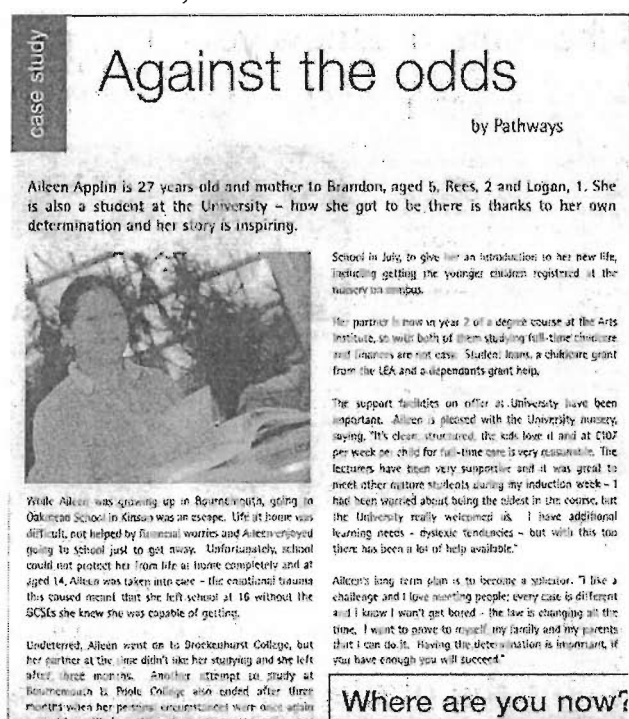 case study
Against the odds
by Pathways
Aileen Applin is 27 years old and mother to Brandon, aged 5, Rees, 2 and Logan, 1. She
is also a student at the University – how she got to be there is thanks to her own
determination and her story is inspiring.
While Aileen was growing up in Bournemouth, going to
Oakmead School in Kinson was an escape. Life at home was
difficult, not helped by financial worries and Aileen enjoyed
going to school just to get away. Unfortunately, school
could not protect her from life at home completely and at
aged 14, Aileen was taken into care – the emotional trauma
this caused meant that she left school at 16 without the
GCSEs she knew she was capable of getting.
Undeterred, Aileen went on to Brockenhurst College, but
her partner at the time didn't like her studying and she left
after three months. Another attempt to study at
Bournemouth & Poole College also ended after three
months when her personal circumstances were once again
School in July, to give her an introduction to her new life,
including getting the younger children registered at the
nursery on campus.
Her partner is now in year 2 of a degree course at the Arts
Institute, so with both of them studying full-time childcare
and finances are not easy. Student loans, a childcare grant
from the LEA and a dependants grant help.
The support facilities on offer at University have been
important. Aileen is pleased with the University nursery,
saying, "It's clean, structured, the kids love it and at £107
per week per child for full-time care is very reasonable. The
lecturers have been very supportive and it was great to
meet other mature students during my induction week – I
had been worried about being the oldest in the course, but
the University really welcomed us. I have additional
learning needs - dyslexic tendencies – but with this too
there has been a lot of help available."
Aileen's long term plan is to become a solicitor. "I like a
challenge and I love meeting people; every case is different
and I know I won't get bored - the law is changing all the
time. I want to prove to myself, my family and my parents
that I can do it. Having the determination is important, if
you have enough you will succeed."
Where are you now?